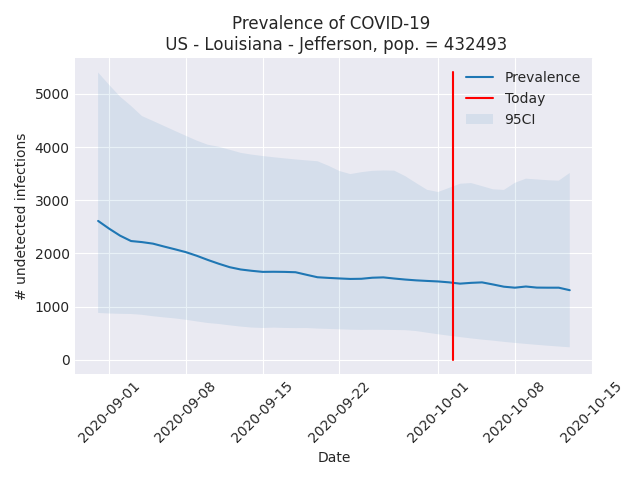 Prevalence of COVID-19
US - Louisiana - Jefferson, pop. = 432493
Prevalence
Today
95CI
# undetected infections
5000
4000
3000
2000
1000
0
2020-09-01
2020-09-08
2020-09-15
2020-09-22
2020-10-01
2020-10-08
2020-10-15
Date